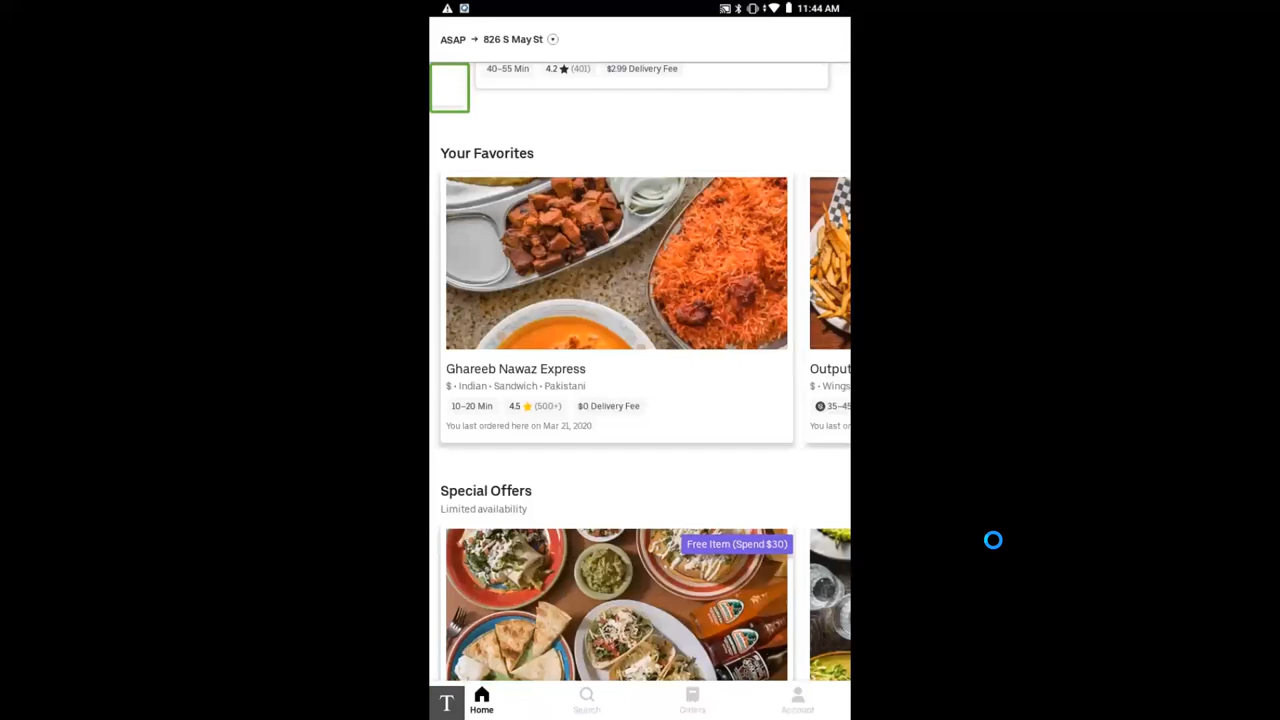 11:44 AM
ASAP → 826 S May St
40–55 Min 4.2 ★ (401) $2.99 Delivery Fee
Your Favorites
Ghareeb Nawaz Express
$ • Indian • Sandwich • Pakistani
10–20 Min 4.5 ★ (500+) $0 Delivery Fee
You last ordered here on Mar 21, 2020
Output
$ • Wings
35–45
You last or
Special Offers
Limited availability
Free Item (Spend $30)
T
Home
Search
Orders
Account